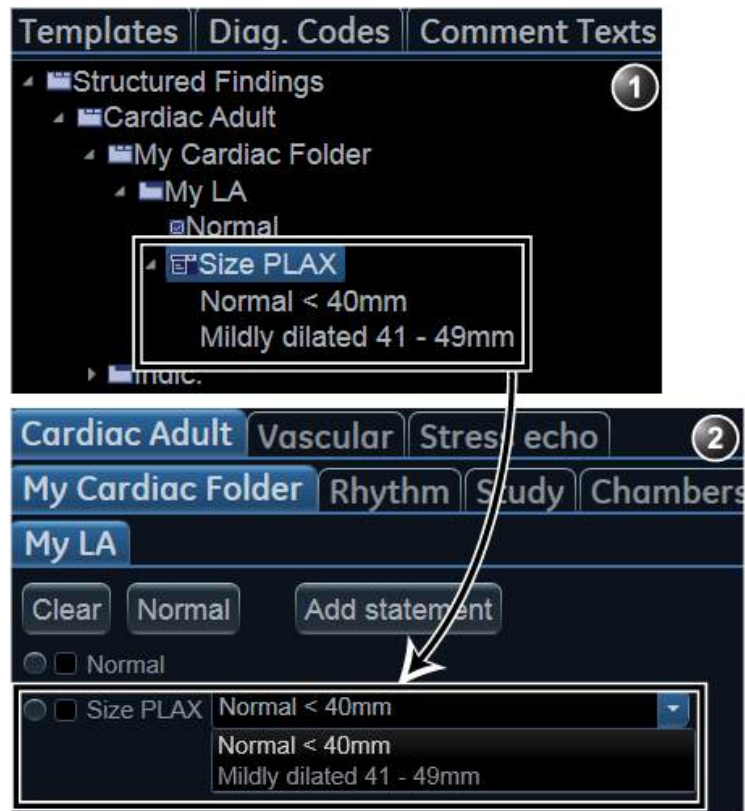 Templates Diag. Codes Comment Texts
1
Structured Findings
Cardiac Adult
My Cardiac Folder
My LA
Normal
Size PLAX
Normal < 40mm
Mildly dilated 41 - 49mm
Indic.
Cardiac Adult Vascular Stress echo 2
My Cardiac Folder Rhythm Study Chambers
My LA
Clear Normal Add statement
Normal
Size PLAX Normal < 40mm
Normal < 40mm
Mildly dilated 41 - 49mm